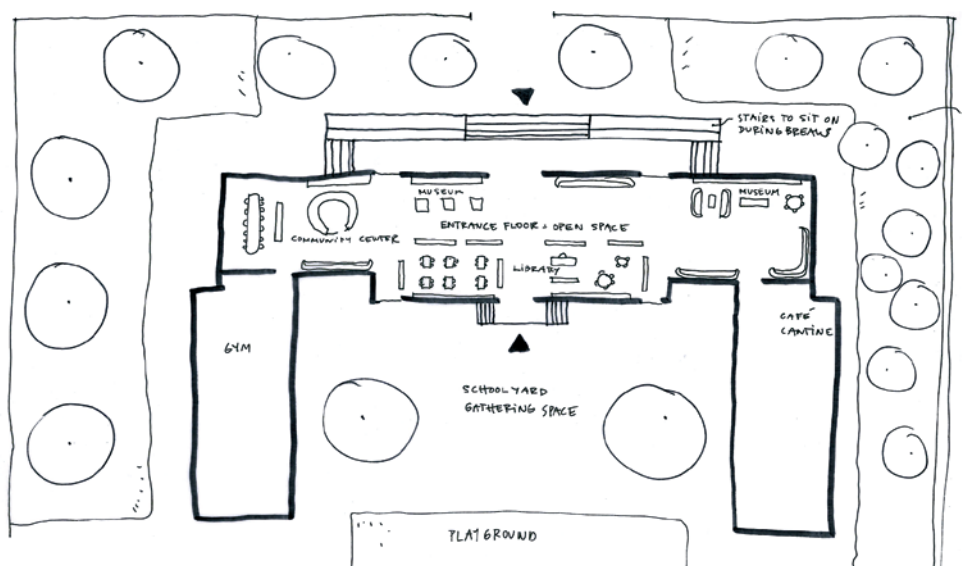 STAIRS TO SIT ON
DURING BREAKS
MUSEUM
MUSEUM
ENTRANCE FLOOR + OPEN SPACE
COMMUNITY CENTER
LIBRARY
CAFÉ
CANTINE
GYM
SCHOOLYARD
GATHERING SPACE
PLAYGROUND